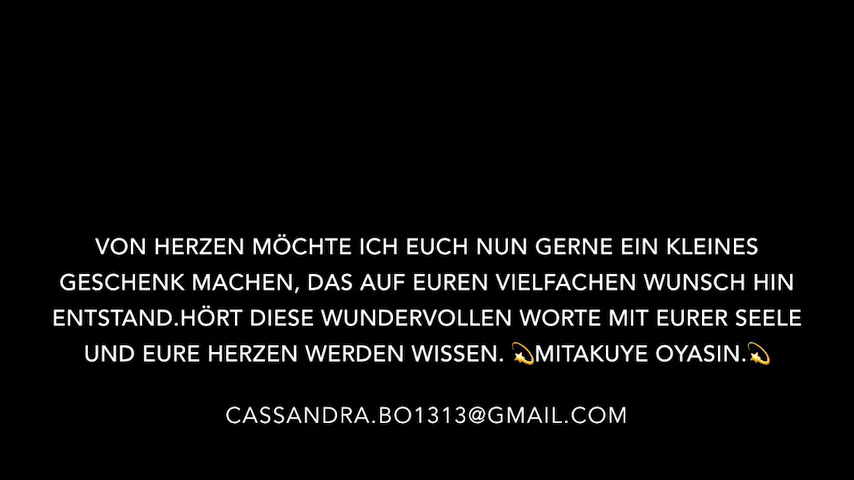 VON HERZEN MÖCHTE ICH EUCH NUN GERNE EIN KLEINES
GESCHENK MACHEN, DAS AUF EUREN VIELFACHEN WUNSCH HIN
ENTSTAND.HÖRT DIESE WUNDERVOLLEN WORTE MIT EURER SEELE
UND EURE HERZEN WERDEN WISSEN. 💫MITAKUYE OYASIN.💫
CASSANDRA.BO1313@GMAIL.COM